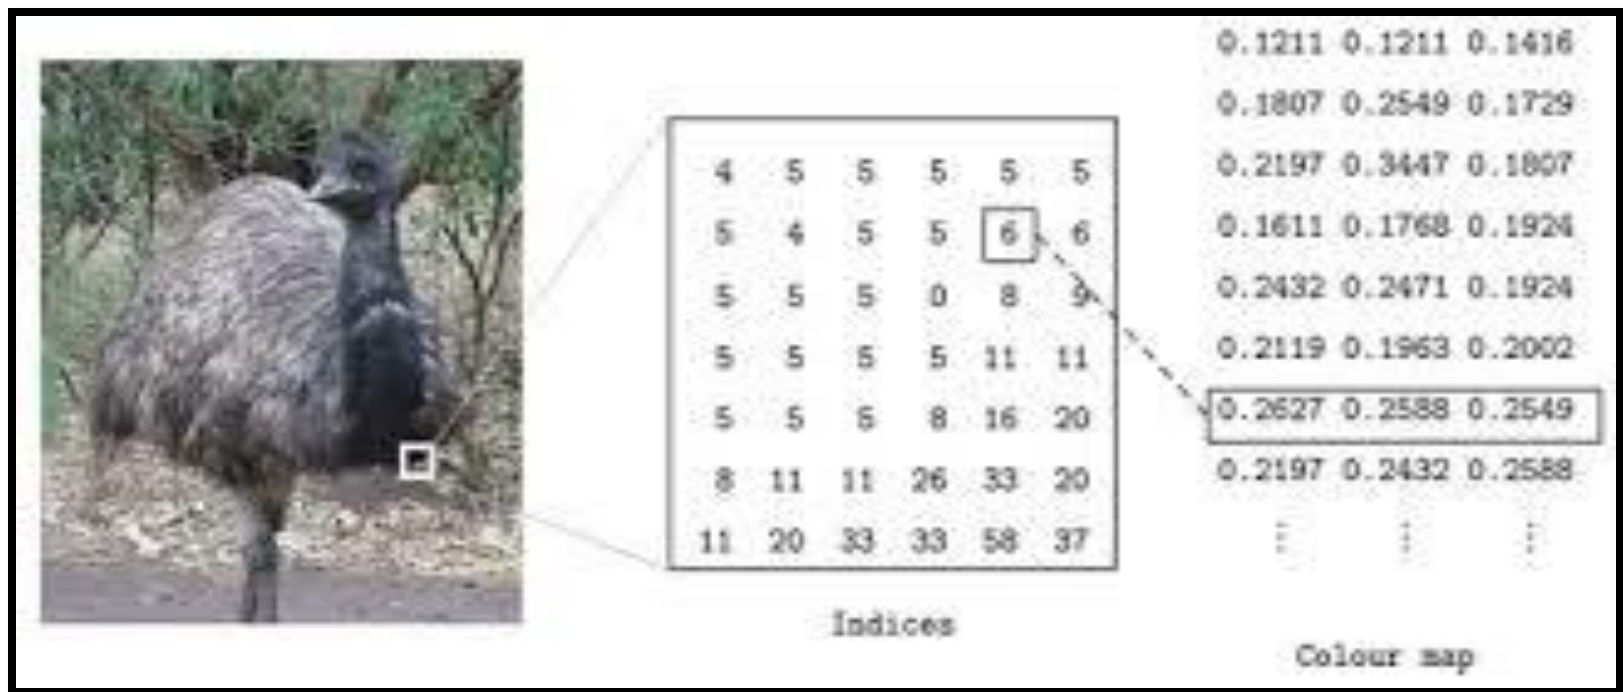 4 5 5 5 5 5
5 4 5 5 6 6
5 5 5 0 8 9
5 5 5 5 11 11
5 5 5 8 16 20
8 11 11 26 33 20
11 20 33 33 58 37
Indices
0.1211 0.1211 0.1416
0.1807 0.2549 0.1729
0.2197 0.3447 0.1807
0.1611 0.1768 0.1924
0.2432 0.2471 0.1924
0.2119 0.1963 0.2002
0.2627 0.2588 0.2549
0.2197 0.2432 0.2588
⋮ ⋮ ⋮
Colour map